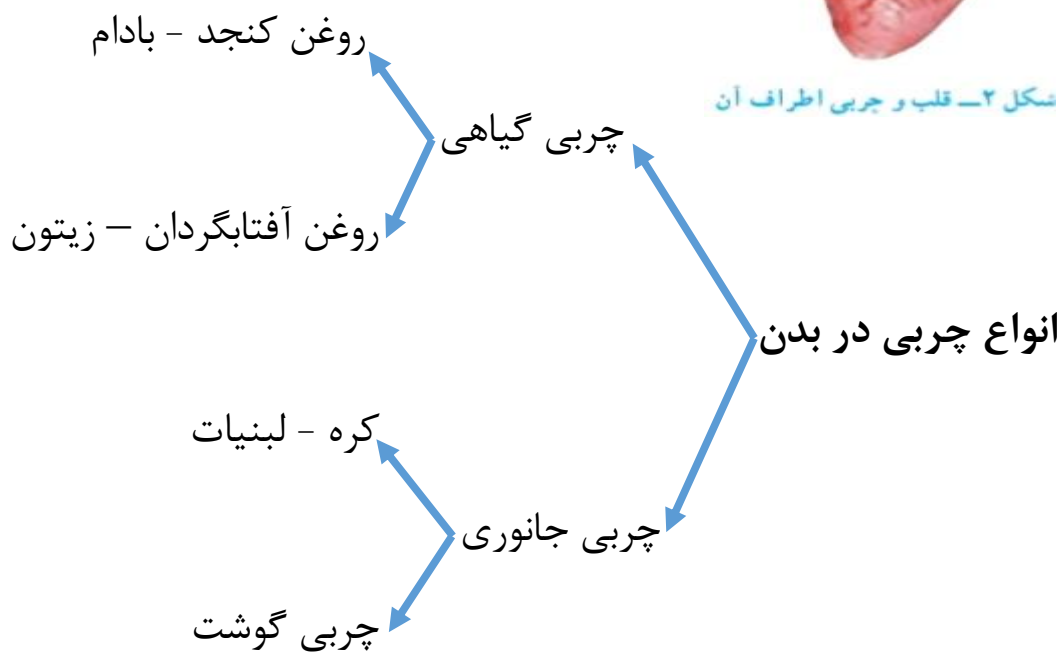 شکل ۲ــ قلب و چربی اطراف آن
انواع چربی در بدن
چربی گیاهی
روغن کنجد - بادام
روغن آفتابگردان – زیتون
چربی جانوری
کره - لبنیات
چربی گوشت